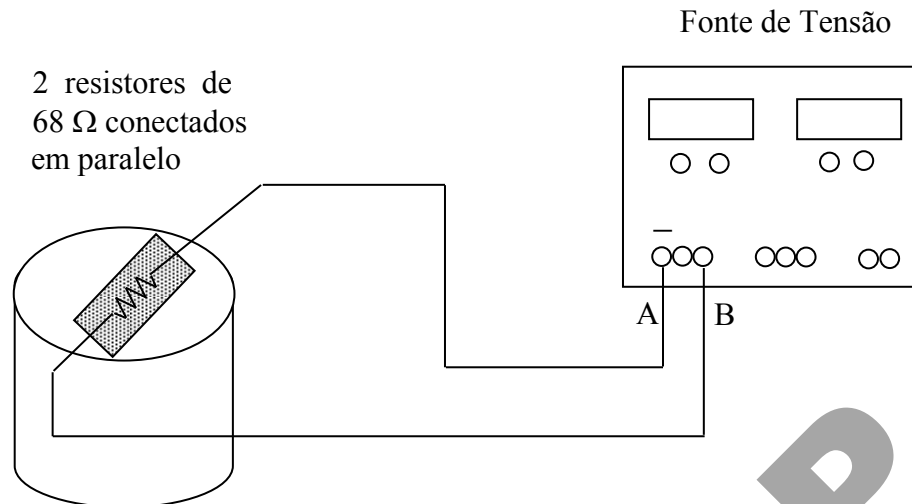 Fonte de Tensão
2 resistores de
68 Ω conectados
em paralelo
–
A B